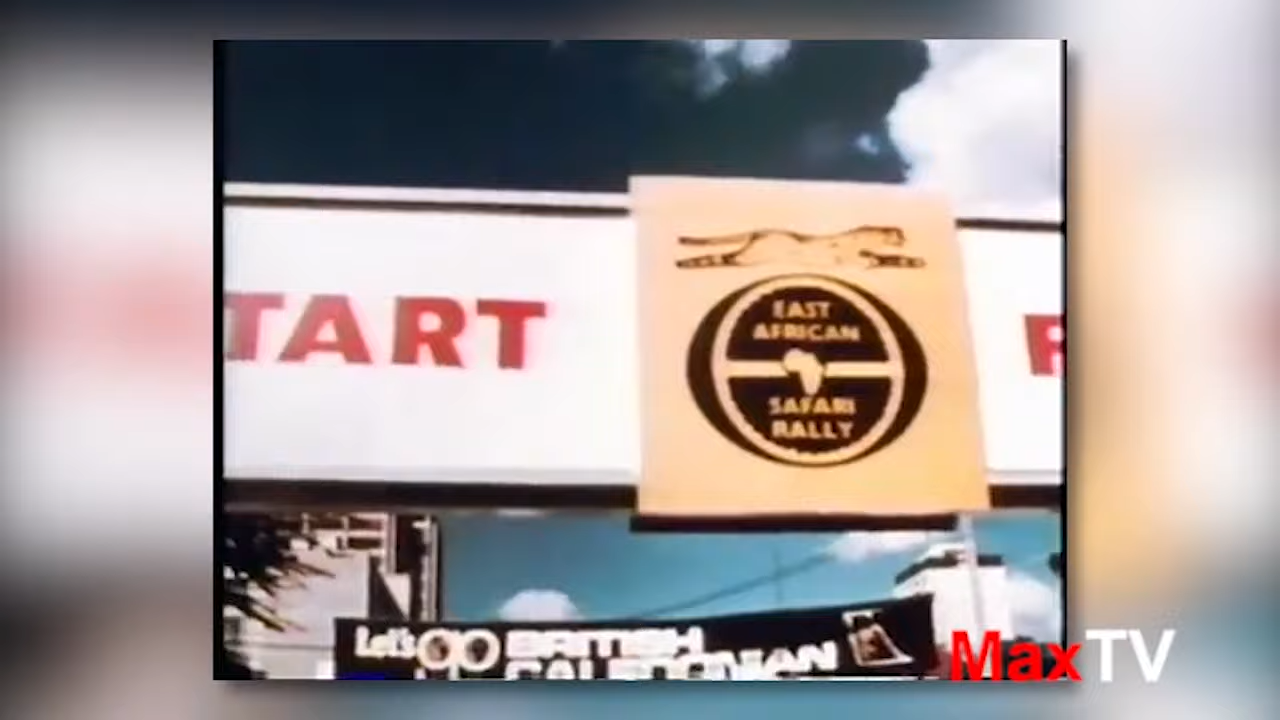 TART
EAST
AFRICAN
SAFARI
RALLY
Let's go BRITISH
CALEDONIAN
MaxTV